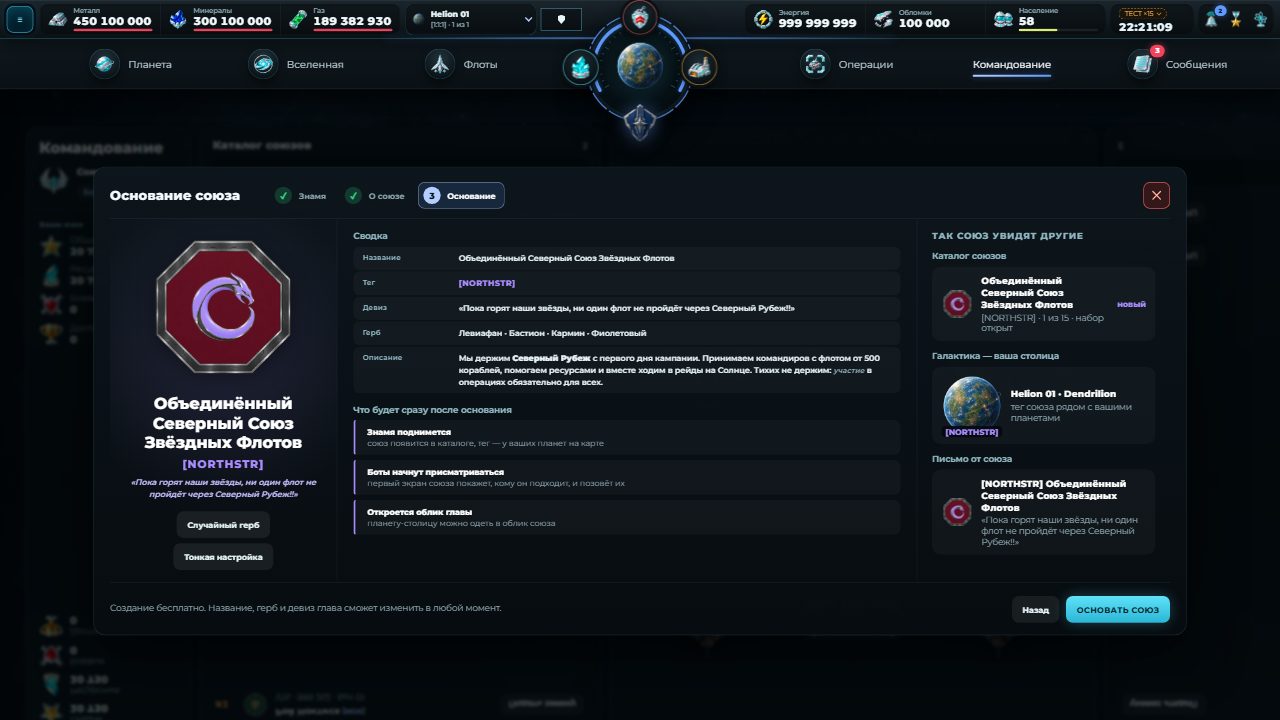 Металл
450 100 000
Минералы
300 100 000
Газ
189 382 930
Helion 01
[1:1:1] · 1 из 1
Энергия
999 999 999
Обломки
100 000
Население
58
ТЕСТ ×15
22:21:09
2
Планета
Вселенная
Флоты
Операции
Командование
3
Сообщения
Командование
Каталог союзов
Основание союза
Знамя
О союзе
3 Основание
Объединённый
Северный Союз
Звёздных Флотов
[NORTHSTR]
«Пока горят наши звёзды, ни один флот не
пройдёт через Северный Рубеж!!»
Случайный герб
Тонкая настройка
Сводка
Название Объединённый Северный Союз Звёздных Флотов
Тег [NORTHSTR]
Девиз «Пока горят наши звёзды, ни один флот не пройдёт через Северный Рубеж!!»
Герб Левиафан · Бастион · Кармин · Фиолетовый
Описание Мы держим Северный Рубеж с первого дня кампании. Принимаем командиров с флотом от 500
кораблей, помогаем ресурсами и вместе ходим в рейды на Солнце. Тихих не держим: участие в
операциях обязательно для всех.
Что будет сразу после основания
Знамя поднимется
союз появится в каталоге, тег — у ваших планет на карте
Боты начнут присматриваться
первый экран союза покажет, кому он подходит, и позовёт их
Откроется облик главы
планету-столицу можно одеть в облик союза
ТАК СОЮЗ УВИДЯТ ДРУГИЕ
Каталог союзов
Объединённый
Северный Союз
Звёздных Флотов
новый
[NORTHSTR] · 1 из 15 · набор
открыт
Галактика — ваша столица
Helion 01 · Dendrilion
тег союза рядом с вашими
планетами
[NORTHSTR]
Письмо от союза
[NORTHSTR] Объединённый
Северный Союз Звёздных
Флотов
«Пока горят наши звёзды, ни один
флот не пройдёт через Северный
Рубеж!!»
Создание бесплатно. Название, герб и девиз глава сможет изменить в любой момент.
Назад
ОСНОВАТЬ СОЮЗ